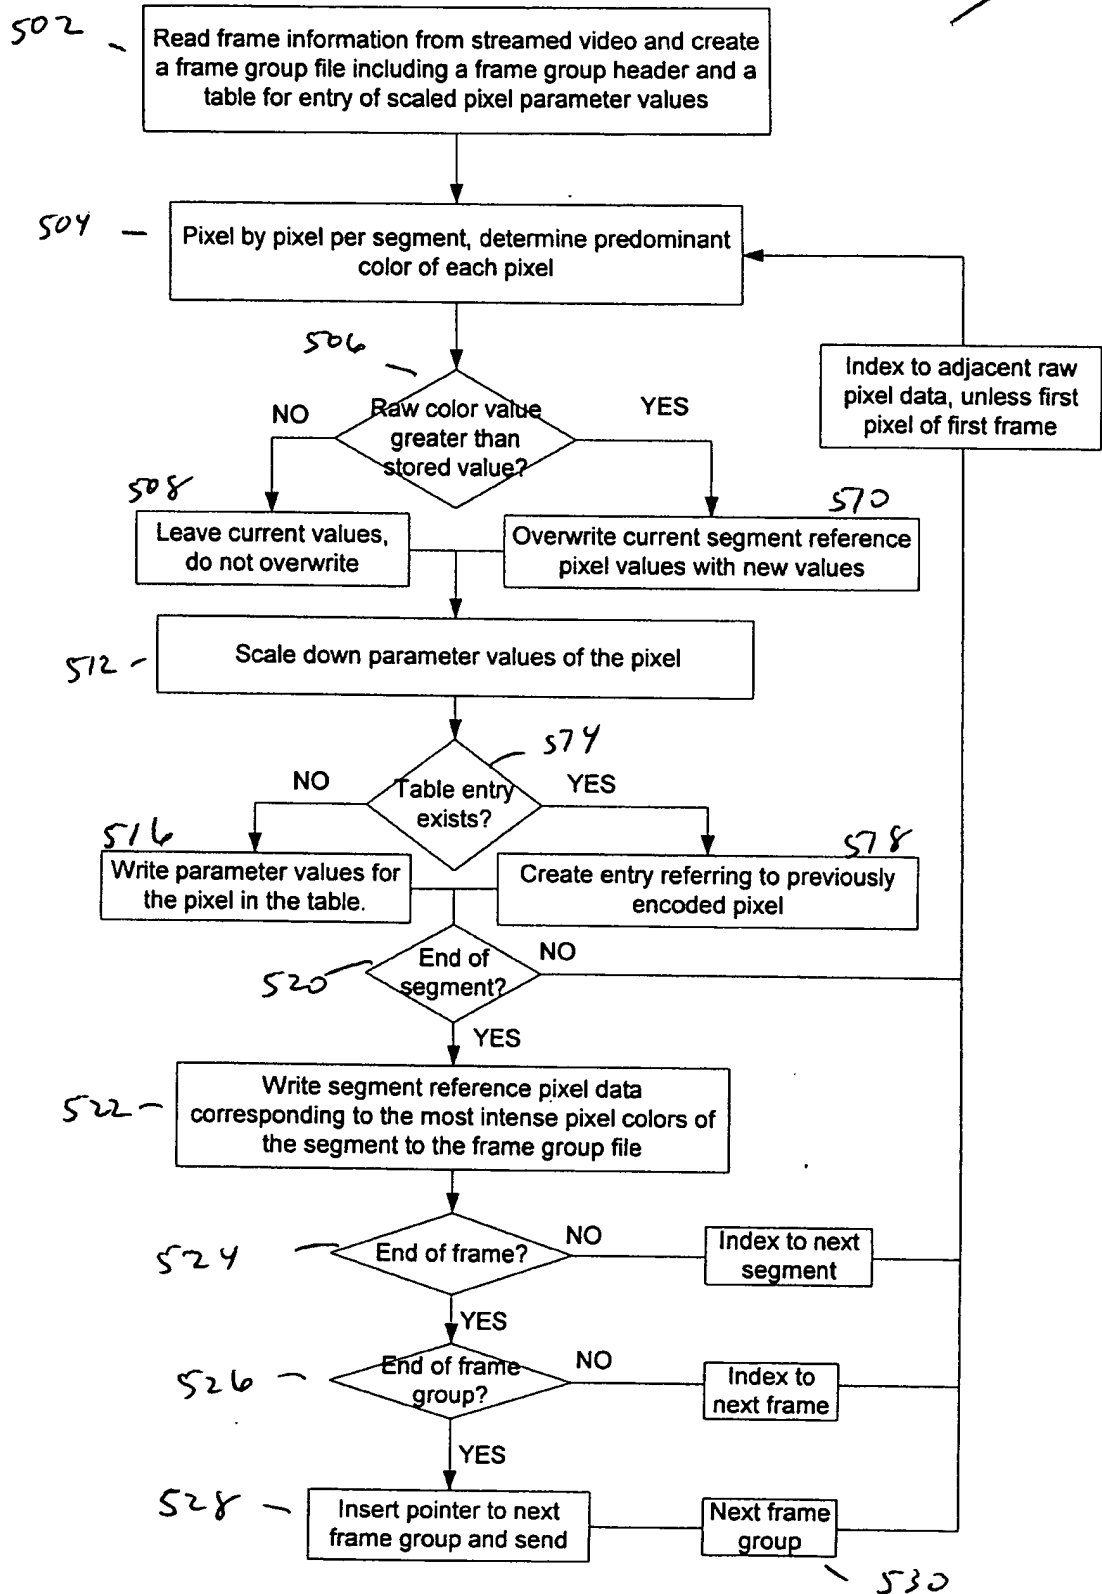 502
Read frame information from streamed video and create
a frame group file including a frame group header and a
table for entry of scaled pixel parameter values
504
Pixel by pixel per segment, determine predominant
color of each pixel
506
Index to adjacent raw
pixel data, unless first
pixel of first frame
NO
Raw color value
greater than
stored value?
YES
508
510
Leave current values,
do not overwrite
Overwrite current segment reference
pixel values with new values
512
Scale down parameter values of the pixel
514
NO
Table entry
exists?
YES
516
518
Write parameter values for
the pixel in the table.
Create entry referring to previously
encoded pixel
520
End of
segment?
NO
YES
522
Write segment reference pixel data
corresponding to the most intense pixel colors of
the segment to the frame group file
524
End of frame?
NO
Index to next
segment
YES
526
End of frame
group?
NO
Index to
next frame
YES
528
Insert pointer to next
frame group and send
Next frame
group
530